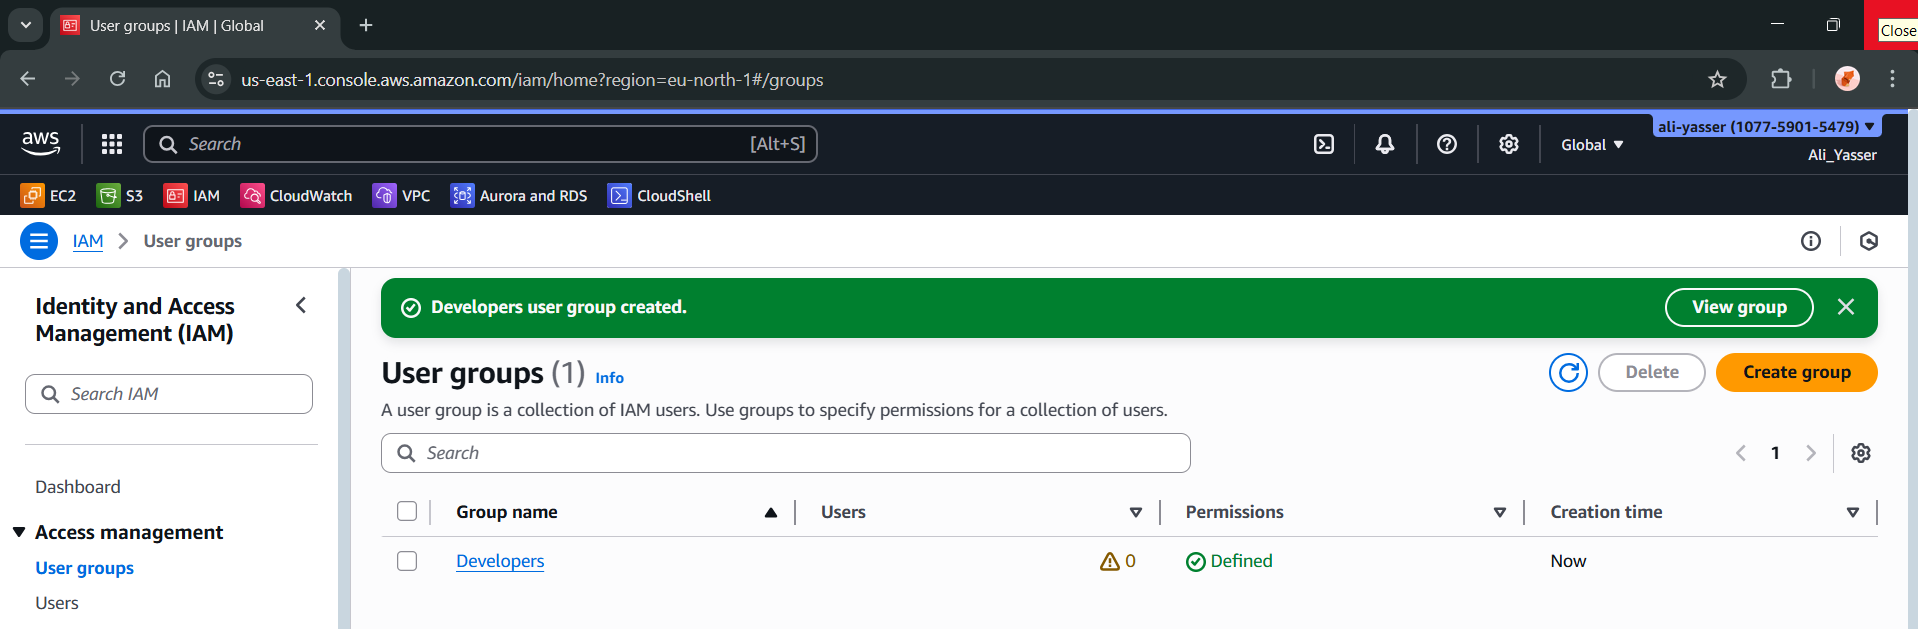 User groups | IAM | Global
Close
us-east-1.console.aws.amazon.com/iam/home?region=eu-north-1#/groups
aws
Search
[Alt+S]
Global
ali-yasser (1077-5901-5479)
Ali_Yasser
EC2
S3
IAM
CloudWatch
VPC
Aurora and RDS
CloudShell
IAM
User groups
Identity and Access
Management (IAM)
Search IAM
Dashboard
Access management
User groups
Users
Developers user group created.
View group
User groups (1)
Info
Delete
Create group
A user group is a collection of IAM users. Use groups to specify permissions for a collection of users.
Search
1
Group name
Users
Permissions
Creation time
Developers
0
Defined
Now